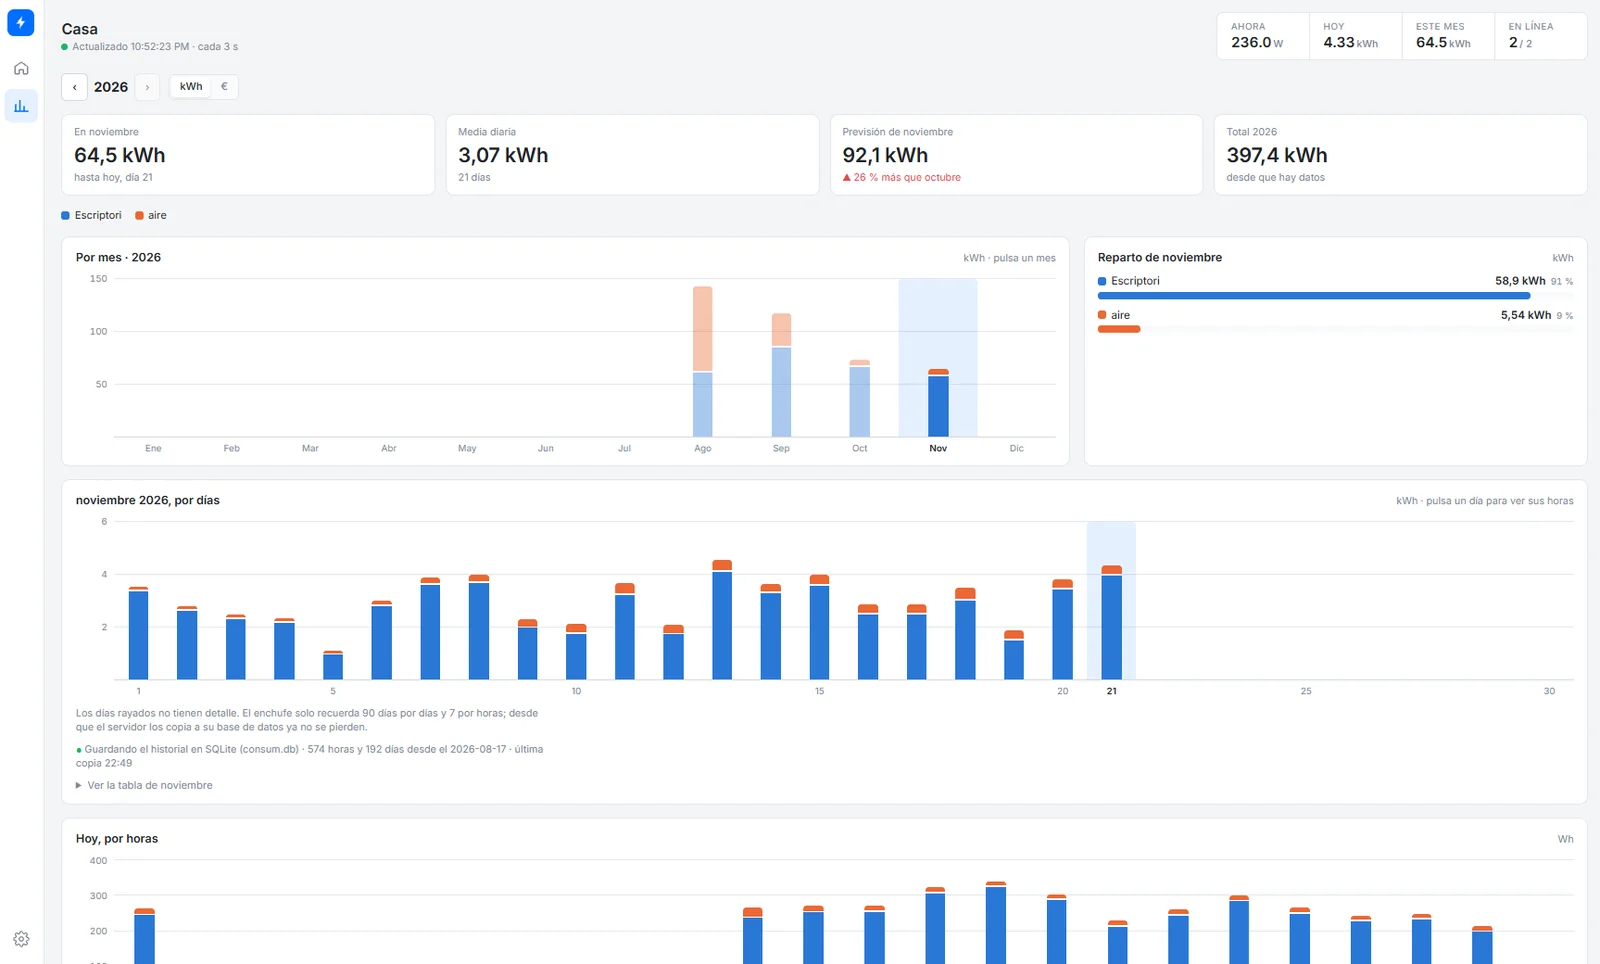 Casa
Actualizado 10:52:23 PM · cada 3 s
AHORA
236.0 W
HOY
4.33 kWh
ESTE MES
64.5 kWh
EN LÍNEA
2 / 2
‹ 2026 › kWh €
En noviembre
64,5 kWh
hasta hoy, día 21
Media diaria
3,07 kWh
21 días
Previsión de noviembre
92,1 kWh
▲ 26 % más que octubre
Total 2026
397,4 kWh
desde que hay datos
Escriptori aire
Por mes · 2026
kWh · pulsa un mes
150
100
50
Ene Feb Mar Abr May Jun Jul Ago Sep Oct Nov Dic
Reparto de noviembre
kWh
Escriptori 58,9 kWh 91 %
aire 5,54 kWh 9 %
noviembre 2026, por días
kWh · pulsa un día para ver sus horas
6
4
2
1 5 10 15 20 21 25 30
Los días rayados no tienen detalle. El enchufe solo recuerda 90 días por días y 7 por horas; desde
que el servidor los copia a su base de datos ya no se pierden.
● Guardando el historial en SQLite (consum.db) · 574 horas y 192 días desde el 2026-08-17 · última
copia 22:49
▶ Ver la tabla de noviembre
Hoy, por horas
Wh
400
300
200